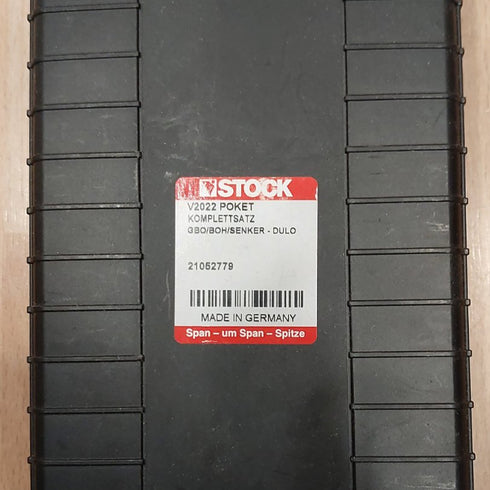 STOCK
V2022 POKET
KOMPLETTSATZ
GBO/BOH/SENKER - DULO
21052779
MADE IN GERMANY
Span – um Span – Spitze